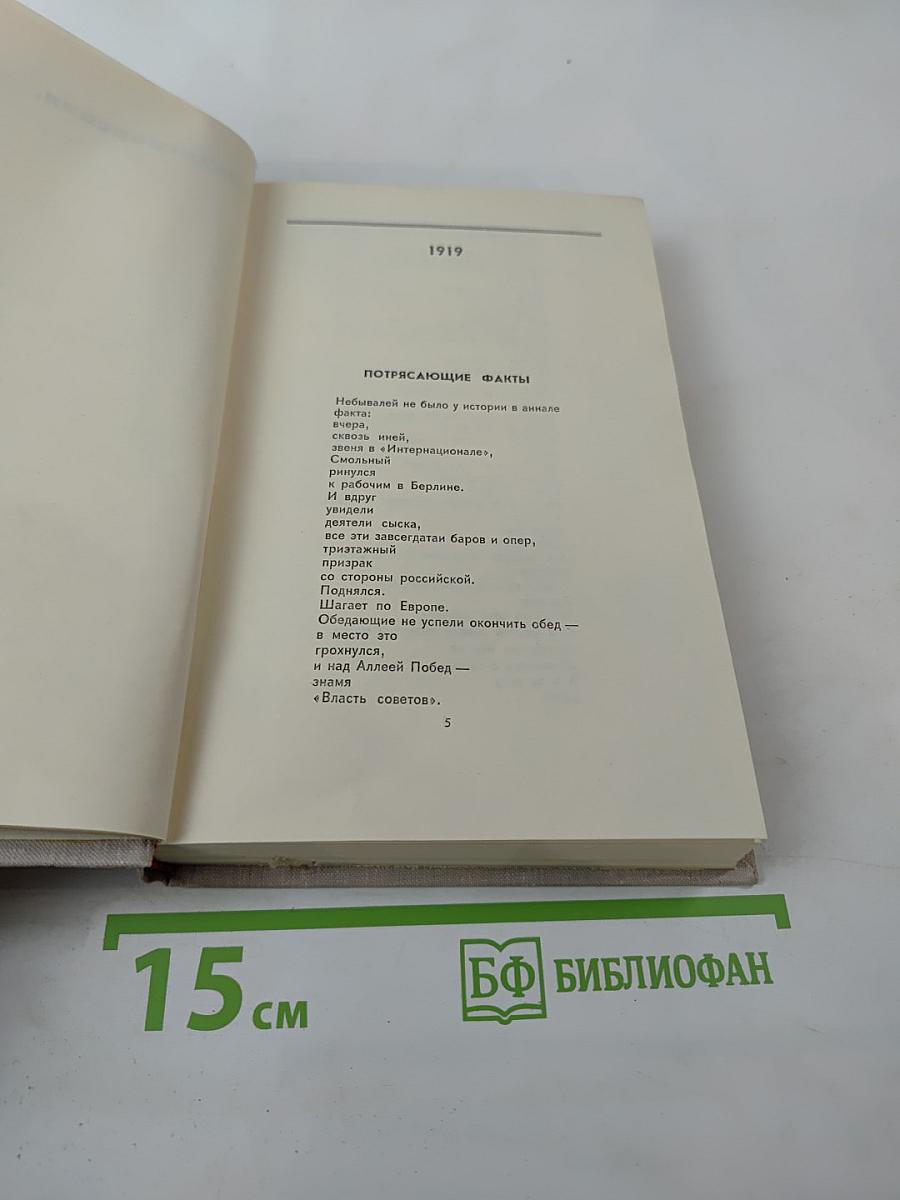 1919
ПОТРЯСАЮЩИЕ ФАКТЫ
Небывалей не было у истории в аннале
факта:
вчера,
сквозь иней,
звеня в «Интернационале»,
Смольный
ринулся
к рабочим в Берлине.
И вдруг
увидели
деятели сыска,
все эти завсегдатаи баров и опер,
триэтажный
призрак
со стороны российской.
Поднялся.
Шагает по Европе.
Обедающие не успели окончить обед —
в место это
грохнулся,
и над Аллеей Побед —
знамя
«Власть советов».
5
15 см
БФ БИБЛИОФАН